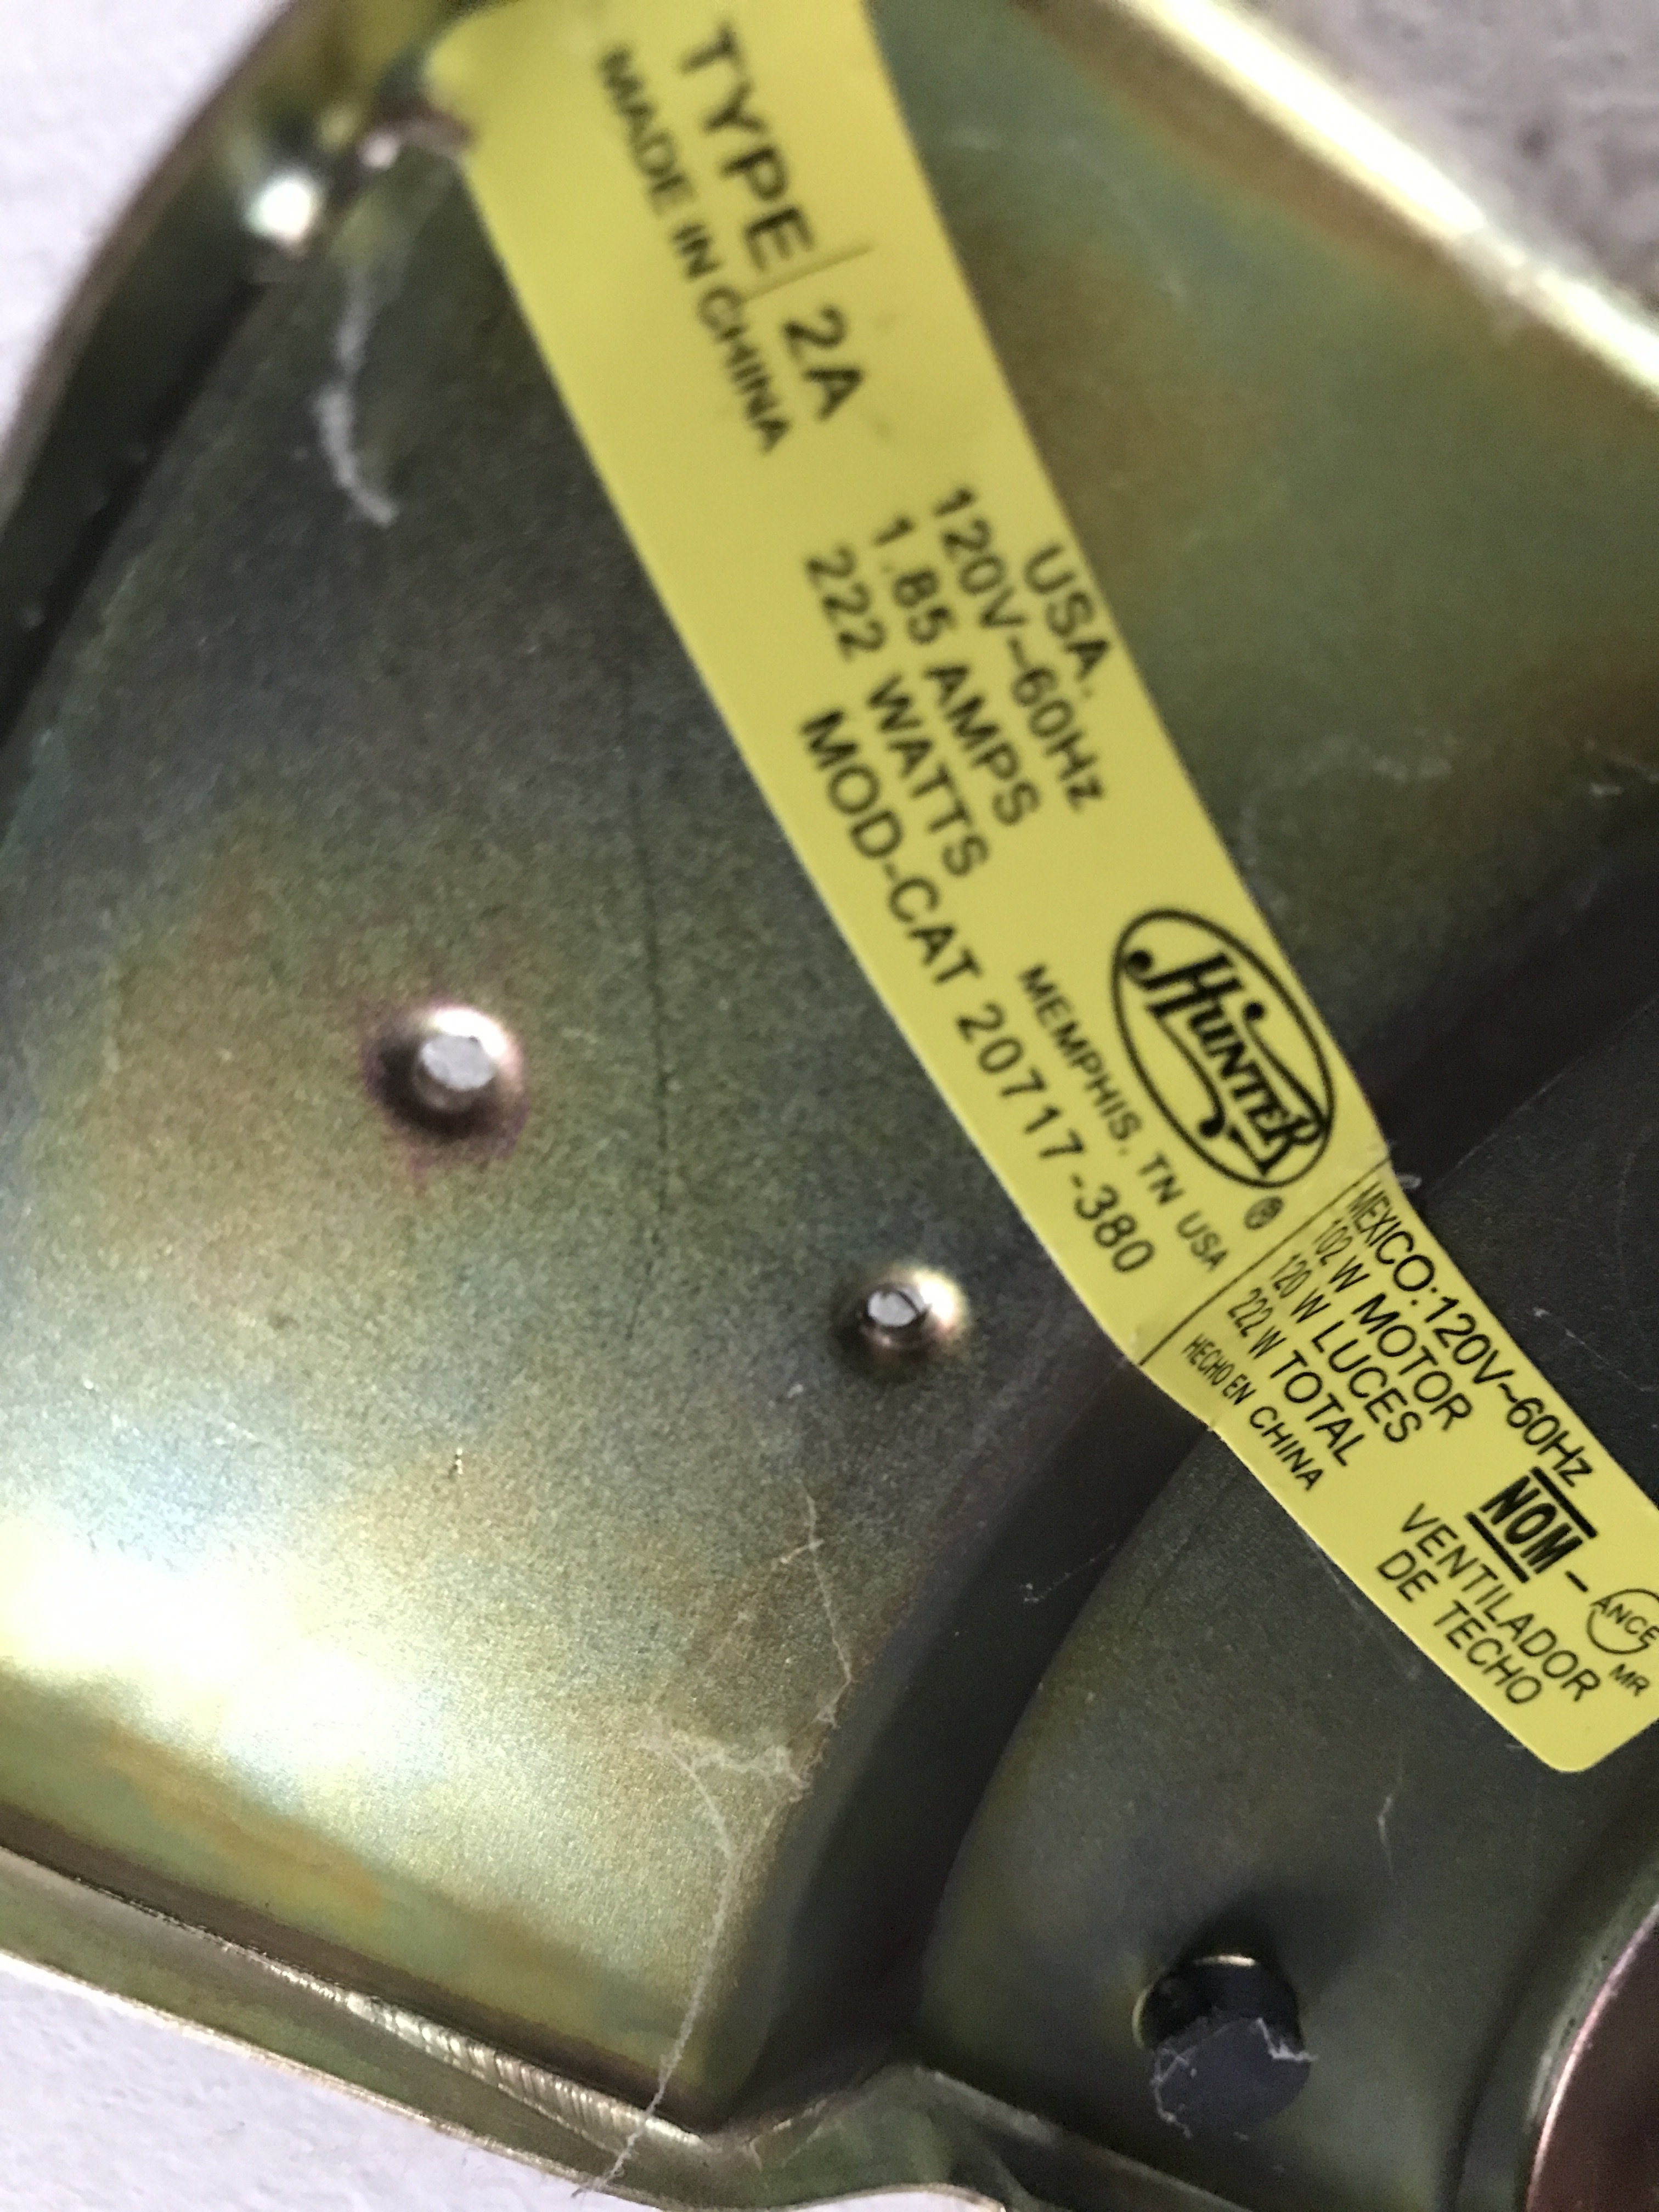 TYPE 2A
MADE IN CHINA
USA.
120V~60Hz
1.85 AMPS
222 WATTS
MOD-CAT 20717-380
HUNTER®
MEMPHIS, TN USA
MEXICO:120V~60Hz
102 W MOTOR
120 W LUCES
222 W TOTAL
HECHO EN CHINA
NOM - ANCE MR
VENTILADOR
DE TECHO